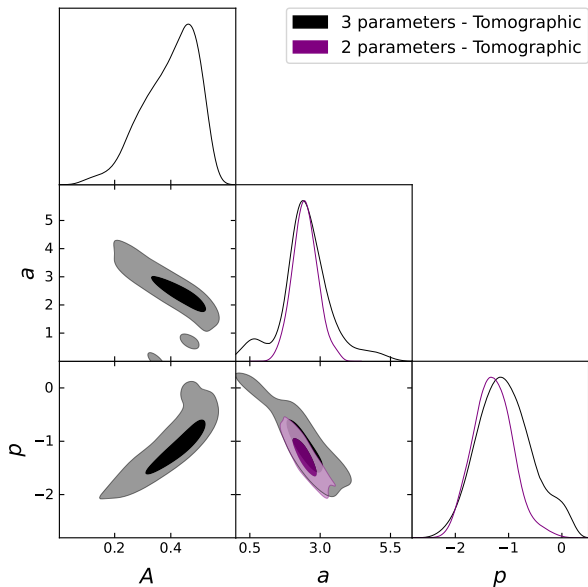 3 parameters - Tomographic
2 parameters - Tomographic
5
4
3
2
1
a
0
−1
−2
p
0.2 0.4
0.5 3.0 5.5
−2 −1 0
A a p